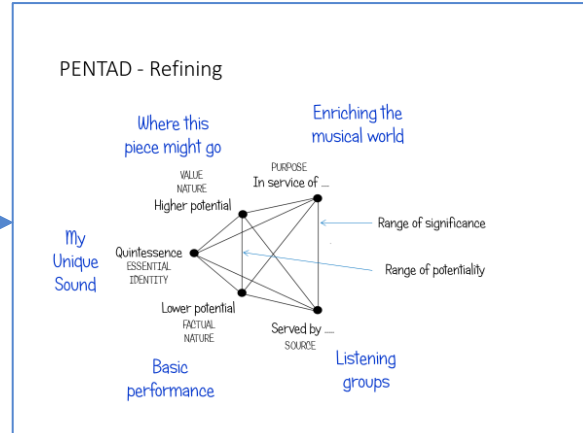 PENTAD - Refining
Where this
piece might go
Enriching the
musical world
VALUE
NATURE
Higher potential
PURPOSE
In service of ...
Range of significance
My
Unique
Sound
Quintessence
ESSENTIAL
IDENTITY
Range of potentiality
Lower potential
FACTUAL
NATURE
Served by ....
SOURCE
Basic
performance
Listening
groups